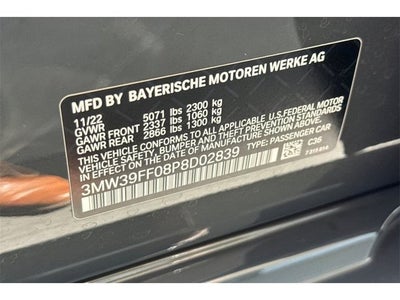 MFD BY BAYERISCHE MOTOREN WERKE AG
11/22
GVWR 5071 lbs 2300 kg
GAWR FRONT 2337 lbs 1060 kg
GAWR REAR 2866 lbs 1300 kg
THIS VEHICLE CONFORMS TO ALL APPLICABLE U.S. FEDERAL MOTOR
VEHICLE SAFETY, BUMPER AND THEFT PREVENTION STANDARDS IN
EFFECT ON THE DATE OF MANUFACTURE SHOWN ABOVE
3MW39FF08P8D02839 TYPE: PASSENGER CAR
C36